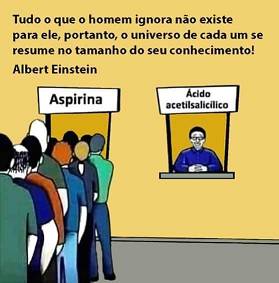 Tudo o que o homem ignora não existe
para ele, portanto, o universo de cada um se
resume no tamanho do seu conhecimento!
Albert Einstein
Aspirina
Ácido
acetilsalicílico